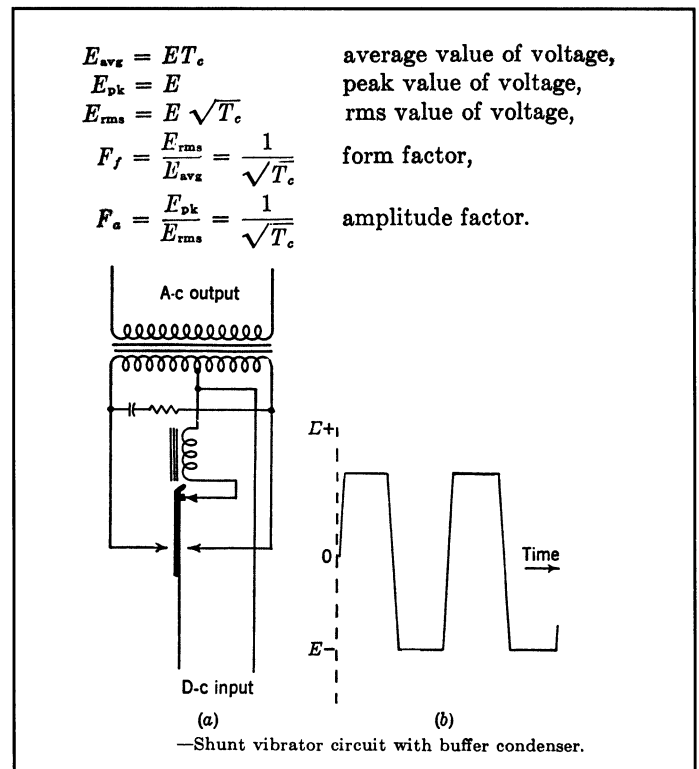 E_avg = ET_c average value of voltage,
E_pk = E peak value of voltage,
E_rms = E √T_c rms value of voltage,
F_f = E_rms / E_avg = 1 / √T_c form factor,
F_a = E_pk / E_rms = 1 / √T_c amplitude factor.
A-c output
E+
0
Time
E−
D-c input
(a) (b)
—Shunt vibrator circuit with buffer condenser.